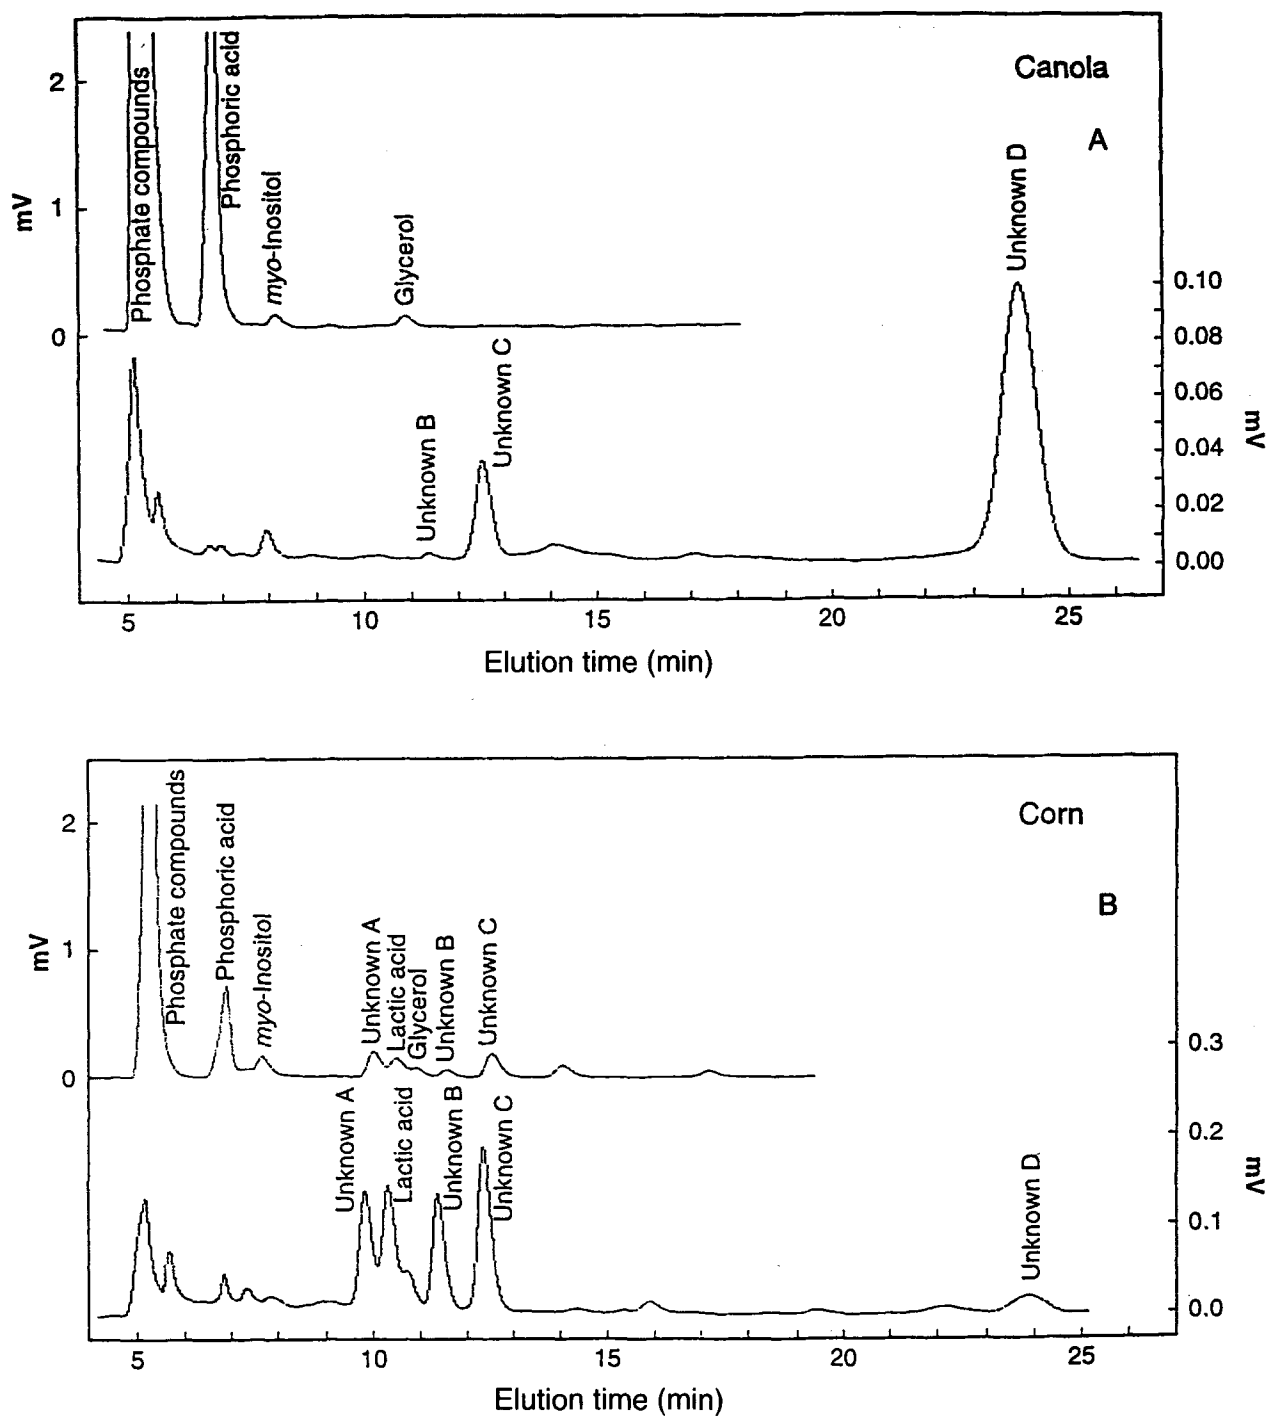 Canola
A
mV
2
1
0
Phosphate compounds
Phosphoric acid
myo-Inositol
Glycerol
Unknown B
Unknown C
Unknown D
0.10
0.08
0.06
0.04
0.02
0.00
mV
5
10
15
20
25
Elution time (min)
Corn
B
mV
2
1
0
Phosphate compounds
Phosphoric acid
myo-Inositol
Unknown A
Lactic acid
Glycerol
Unknown B
Unknown C
Unknown A
Lactic acid
Unknown B
Unknown C
Unknown D
0.3
0.2
0.1
0.0
mV
5
10
15
20
25
Elution time (min)